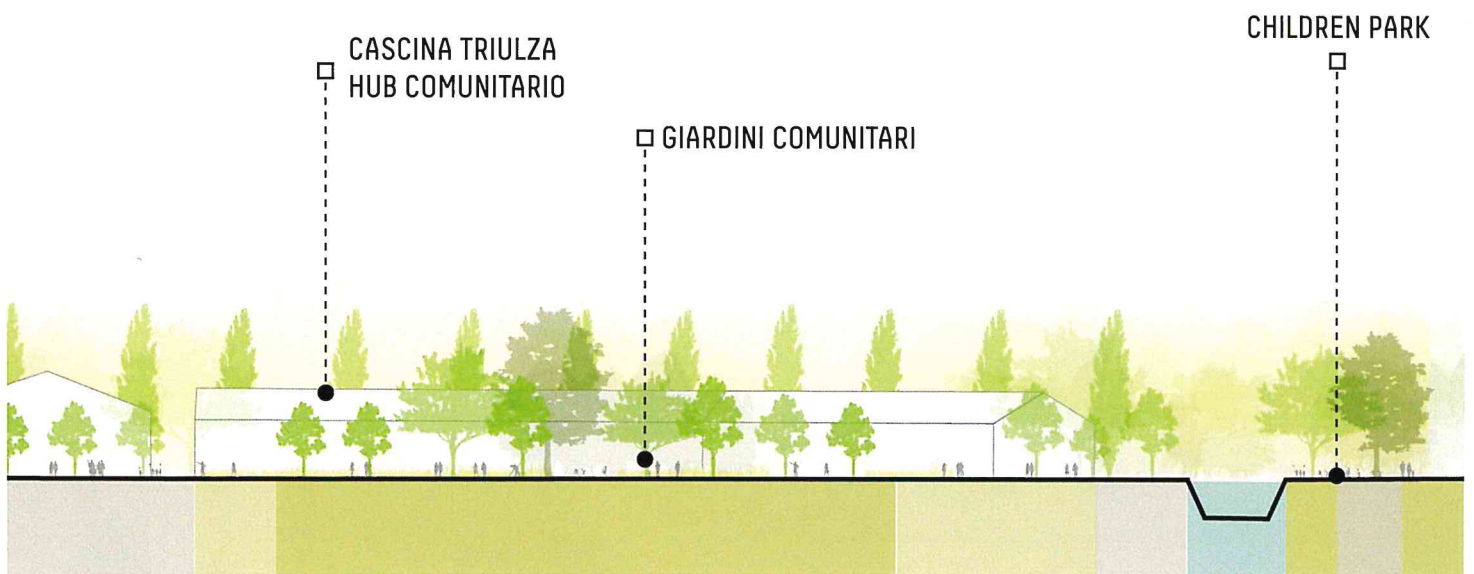 CASCINA TRIULZA
HUB COMUNITARIO
GIARDINI COMUNITARI
CHILDREN PARK